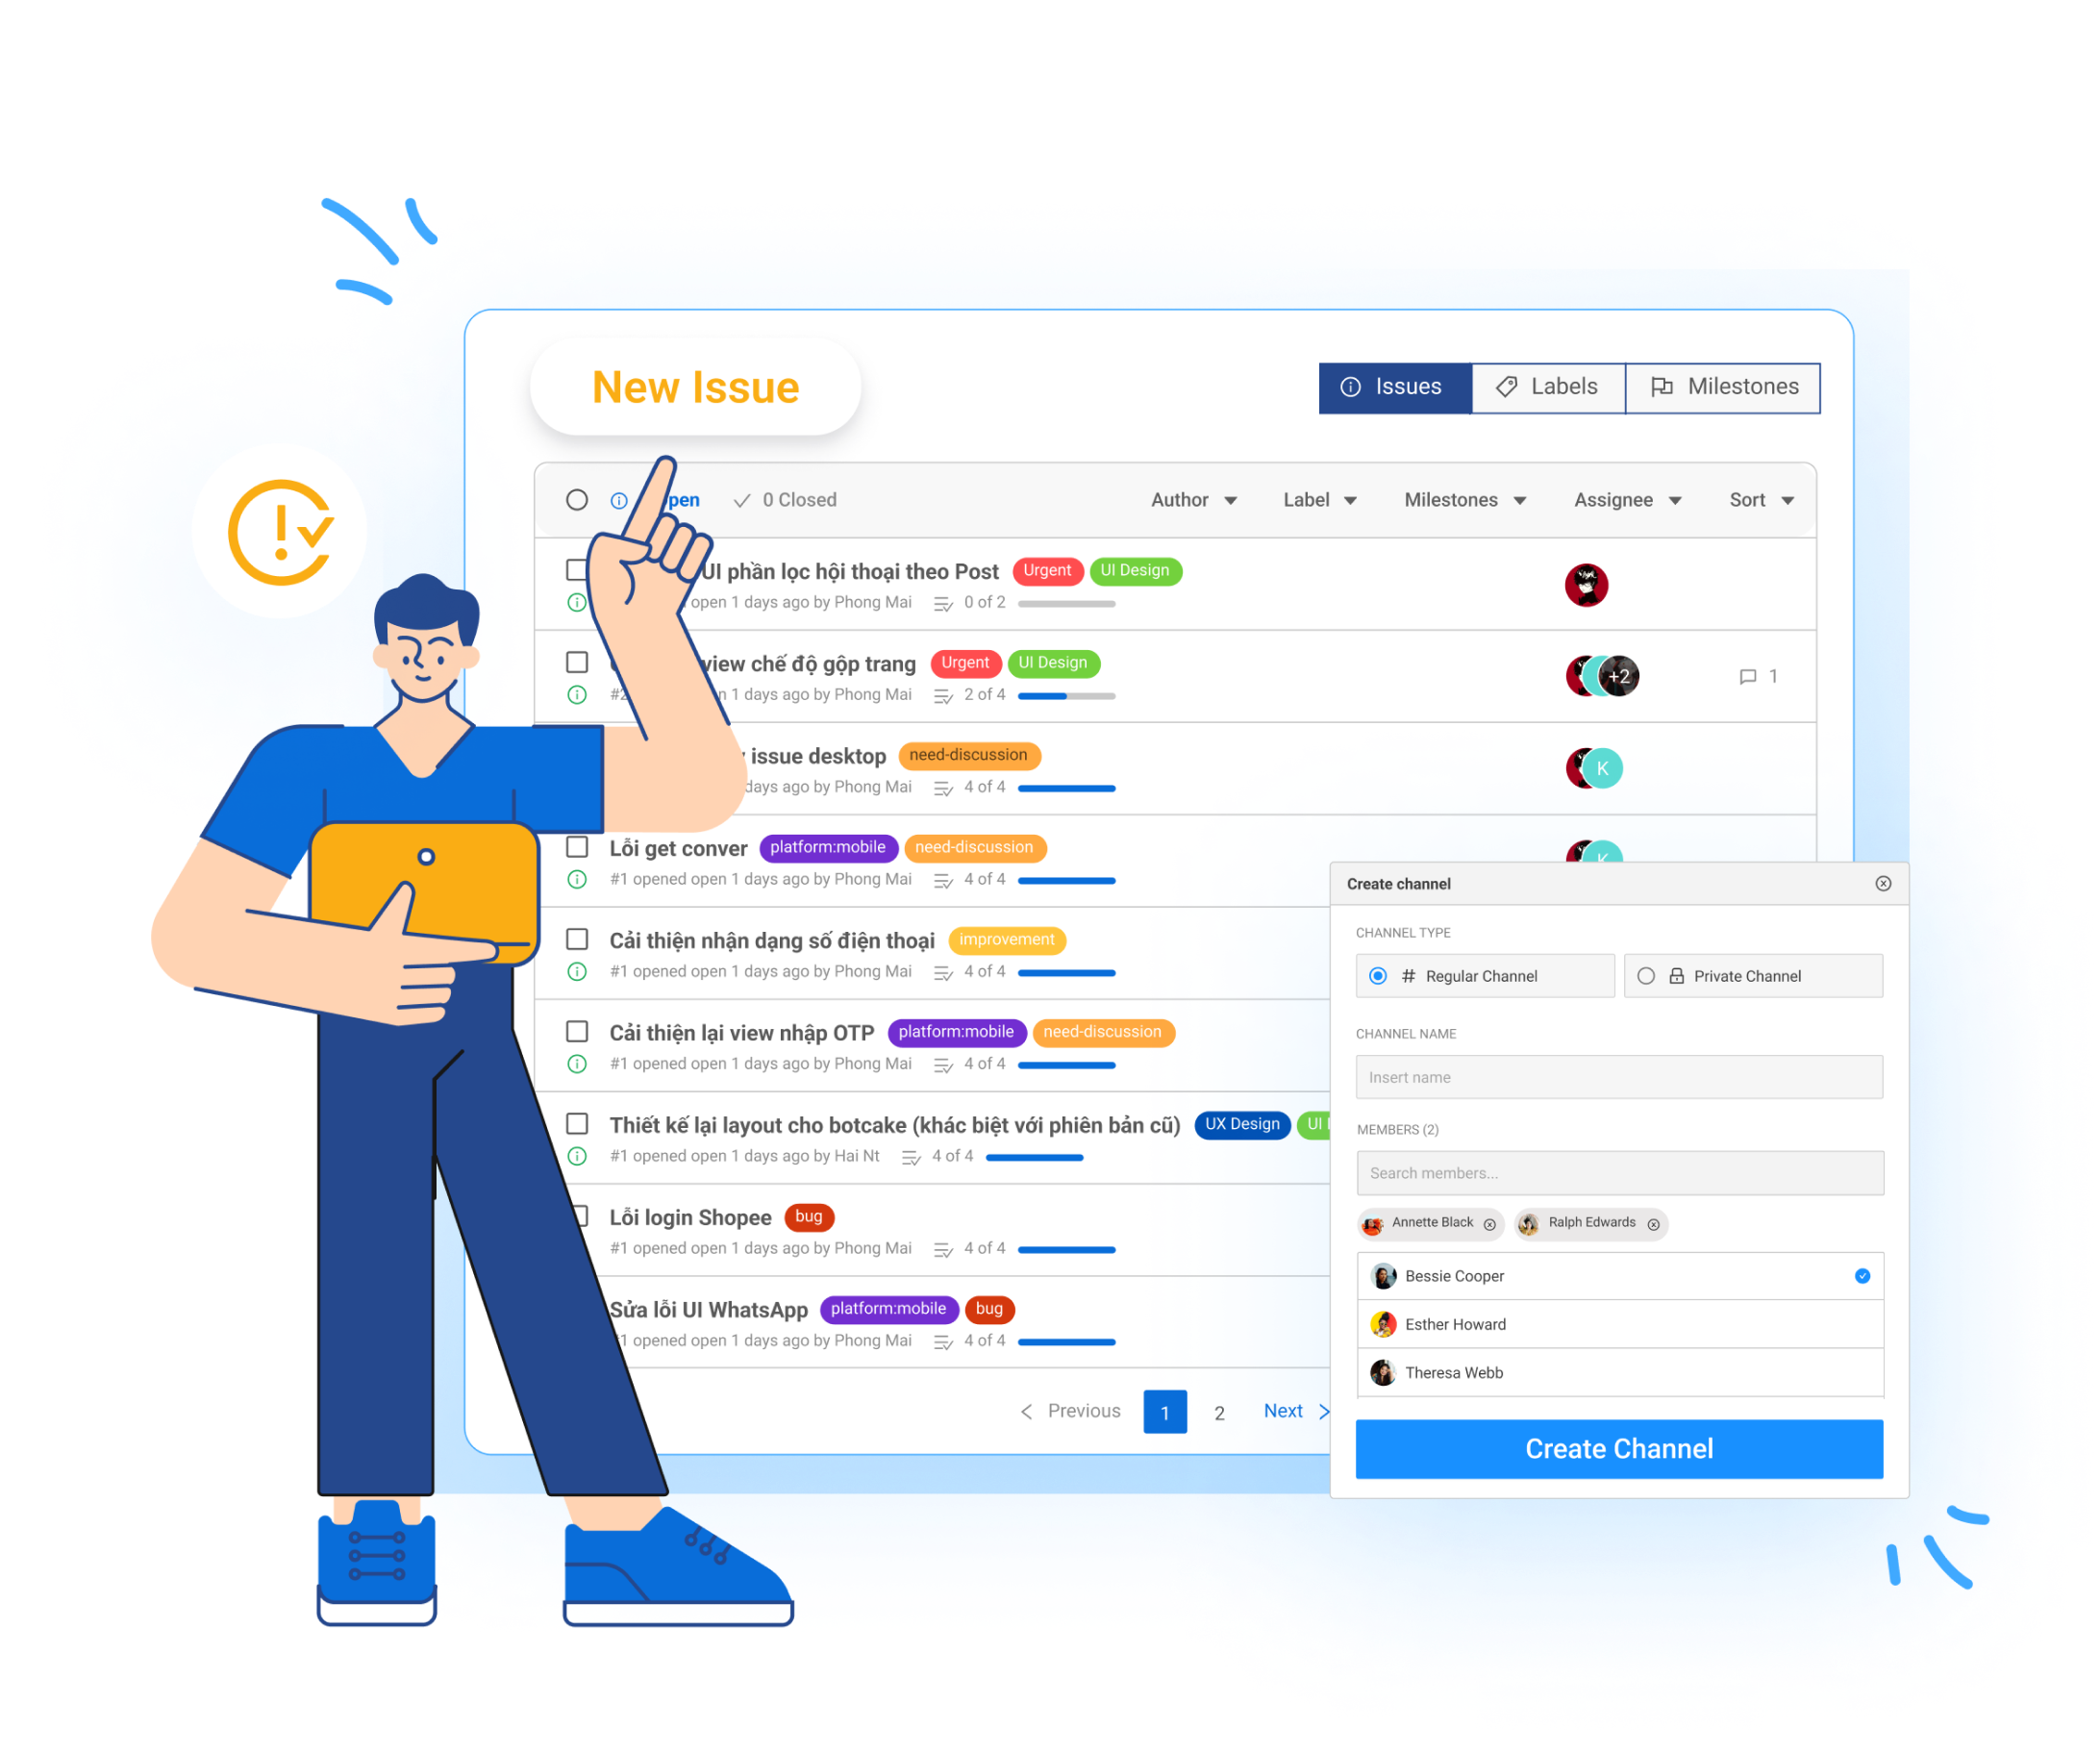 New Issue
Issues
Labels
Milestones
0 Closed
Author
Label
Milestones
Assignee
Sort
UI phần lọc hội thoại theo Post
Urgent
UI Design
open 1 days ago by Phong Mai
0 of 2
view chế độ gộp trang
Urgent
UI Design
1 days ago by Phong Mai
2 of 4
+2
1
issue desktop
need-discussion
days ago by Phong Mai
4 of 4
K
Lỗi get conver
platform:mobile
need-discussion
#1 opened open 1 days ago by Phong Mai
4 of 4
K
Cải thiện nhận dạng số điện thoại
improvement
#1 opened open 1 days ago by Phong Mai
4 of 4
Cải thiện lại view nhập OTP
platform:mobile
need-discussion
#1 opened open 1 days ago by Phong Mai
4 of 4
Thiết kế lại layout cho botcake (khác biệt với phiên bản cũ)
UX Design
UI
#1 opened open 1 days ago by Hai Nt
4 of 4
Lỗi login Shopee
bug
#1 opened open 1 days ago by Phong Mai
4 of 4
Sửa lỗi UI WhatsApp
platform:mobile
bug
#1 opened open 1 days ago by Phong Mai
4 of 4
Previous
1
2
Next
Create channel
CHANNEL TYPE
# Regular Channel
Private Channel
CHANNEL NAME
Insert name
MEMBERS (2)
Search members...
Annette Black
Ralph Edwards
Bessie Cooper
Esther Howard
Theresa Webb
Create Channel